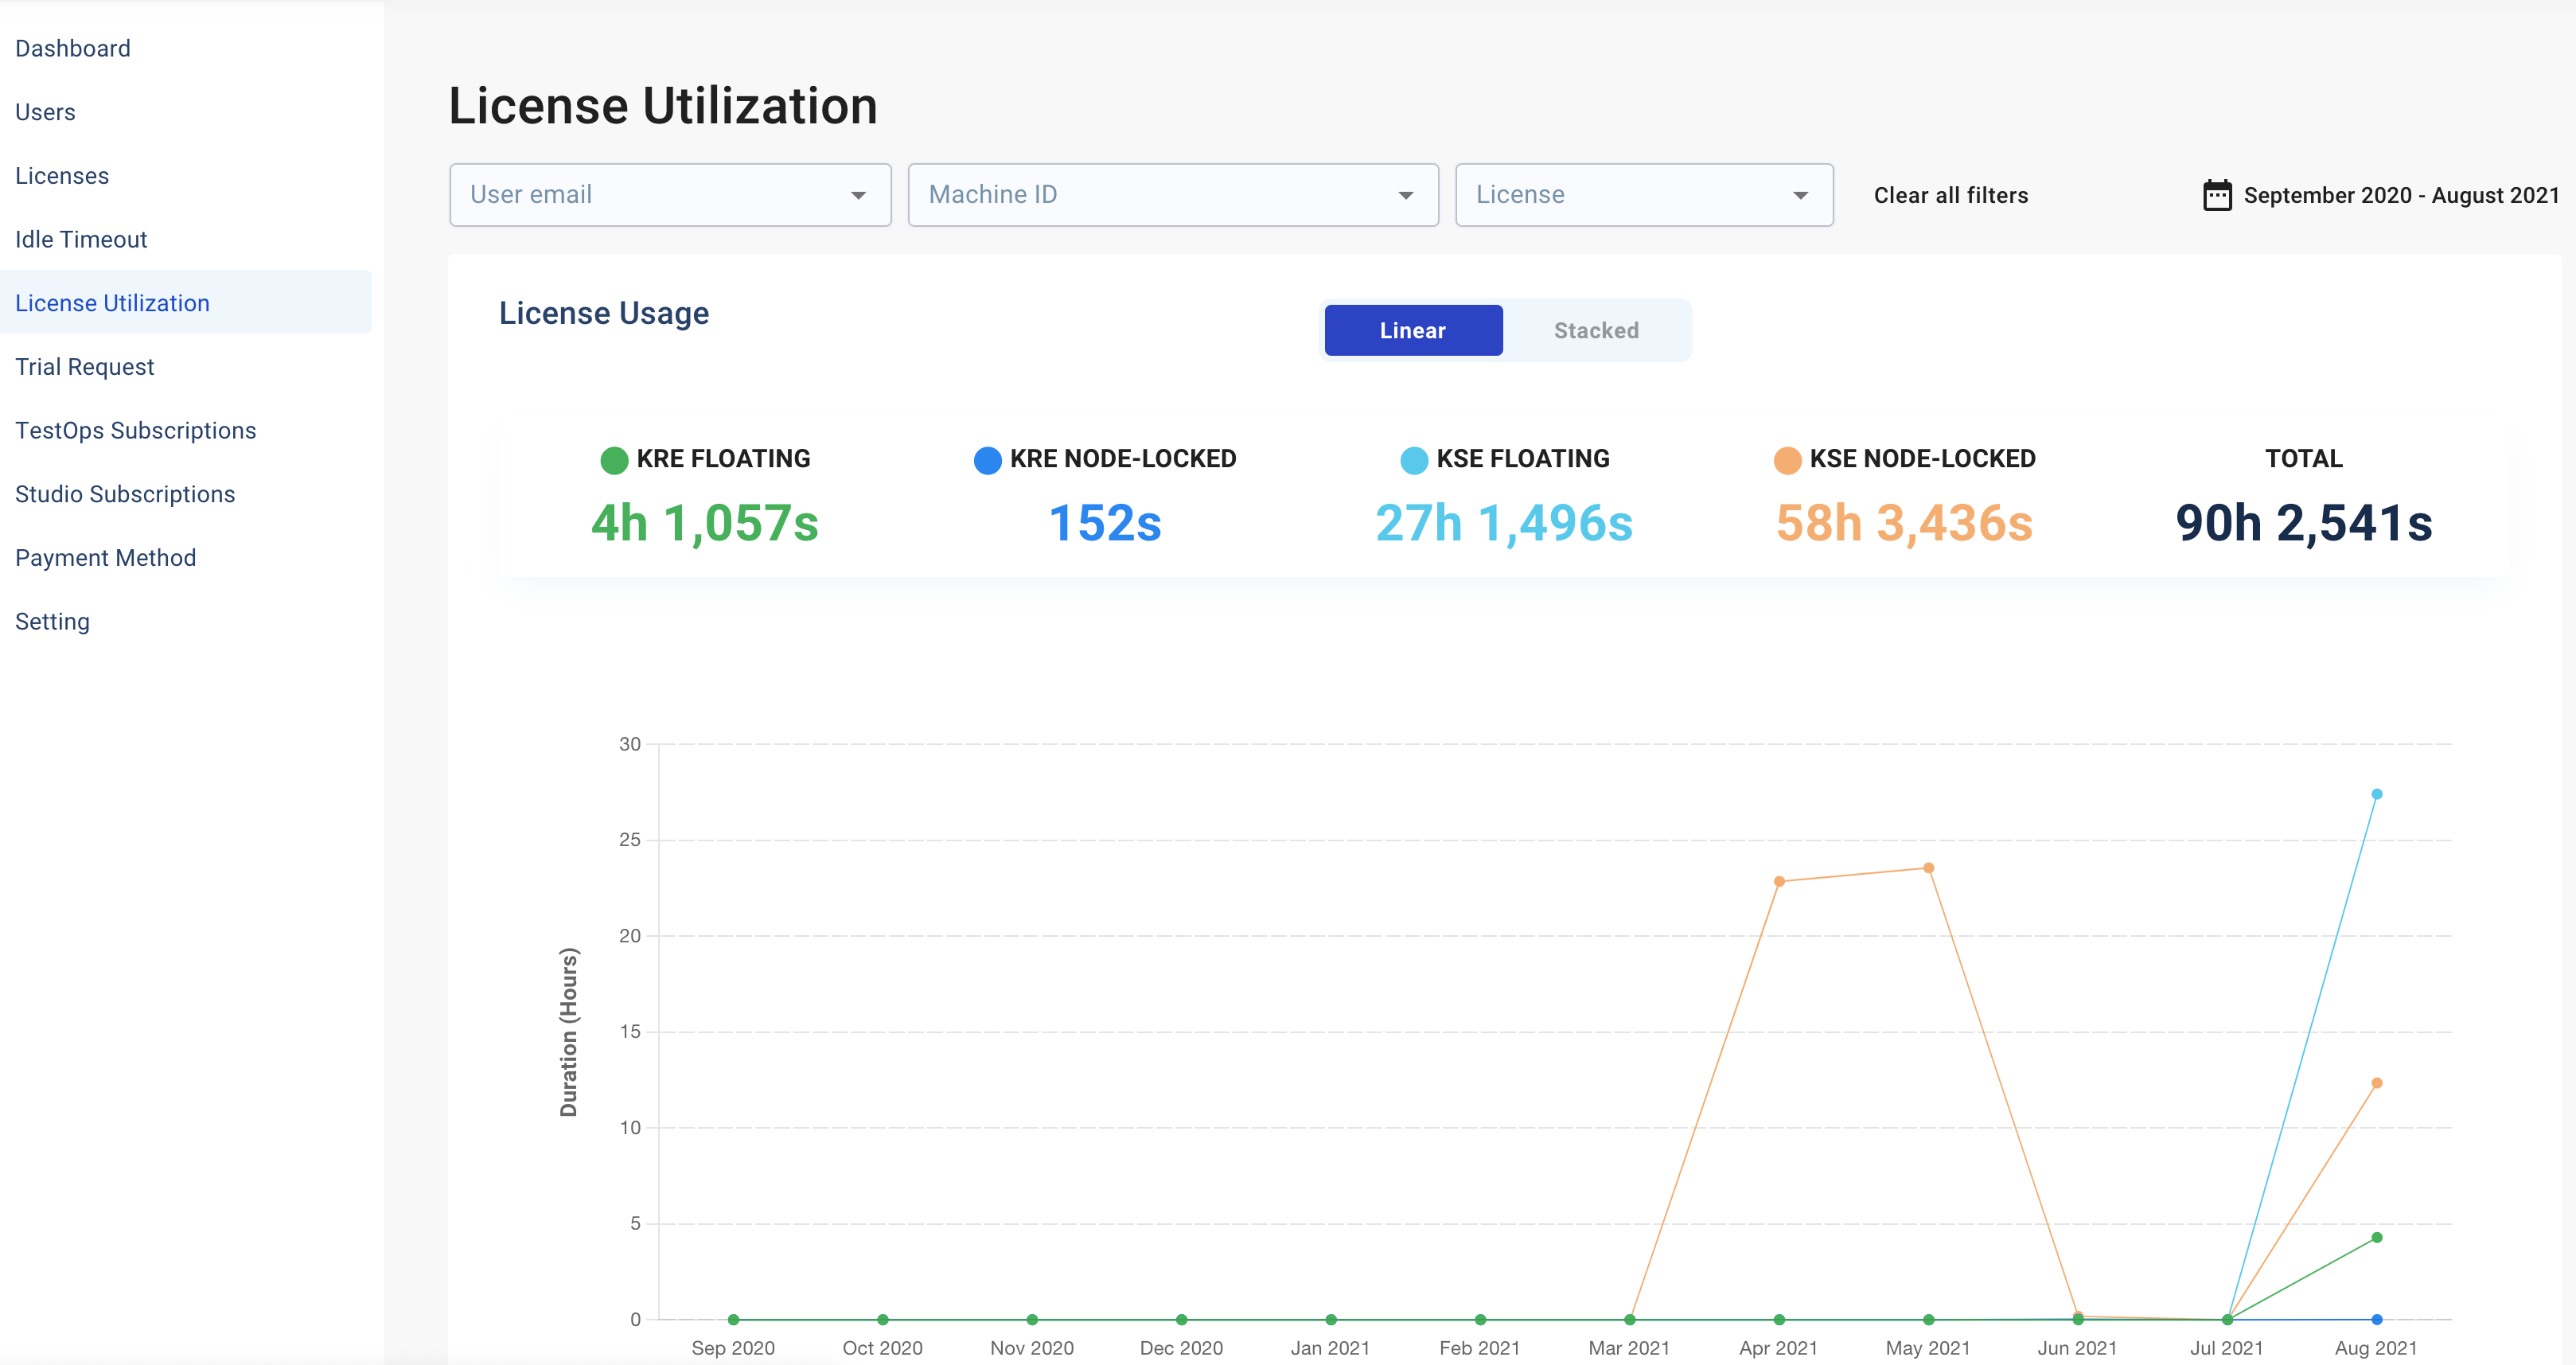 Dashboard
Users
Licenses
Idle Timeout
License Utilization
Trial Request
TestOps Subscriptions
Studio Subscriptions
Payment Method
Setting
License Utilization
User email
Machine ID
License
Clear all filters
September 2020 - August 2021
License Usage
Linear
Stacked
KRE FLOATING
4h 1,057s
KRE NODE-LOCKED
152s
KSE FLOATING
27h 1,496s
KSE NODE-LOCKED
58h 3,436s
TOTAL
90h 2,541s
Duration (Hours)
30
25
20
15
10
5
0
Sep 2020
Oct 2020
Nov 2020
Dec 2020
Jan 2021
Feb 2021
Mar 2021
Apr 2021
May 2021
Jun 2021
Jul 2021
Aug 2021